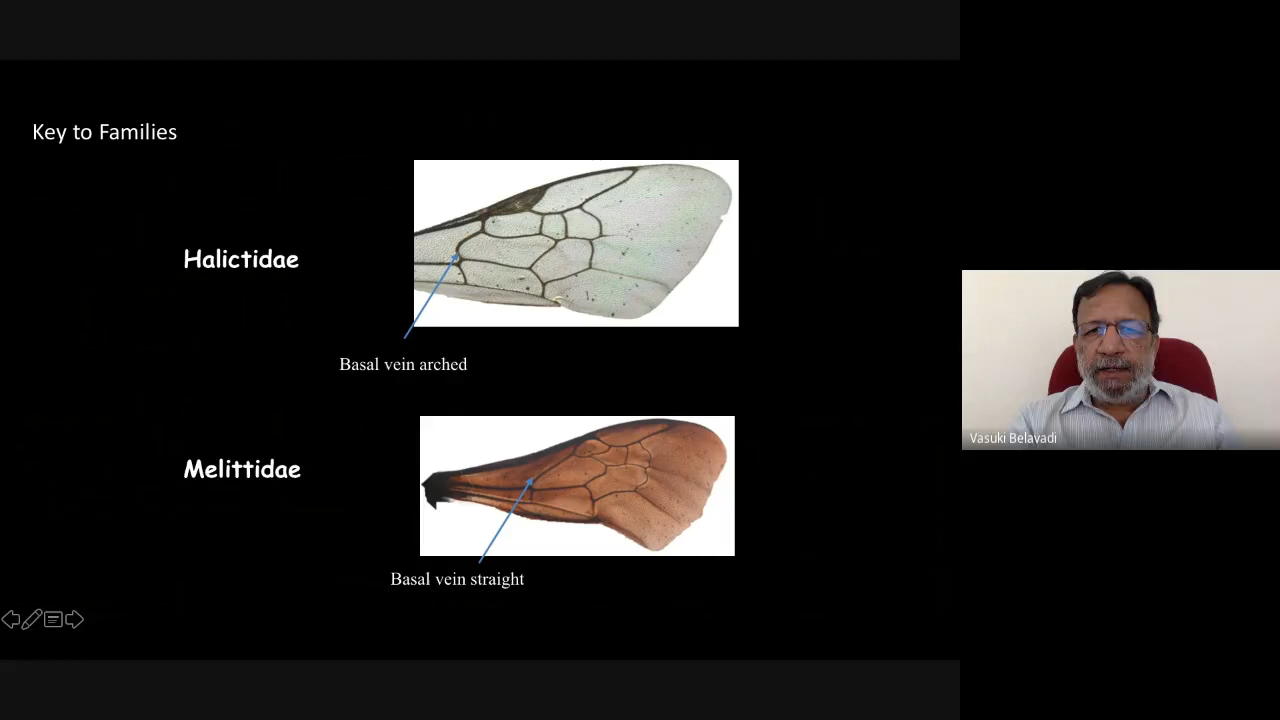 Key to Families
Halictidae
Basal vein arched
Melittidae
Basal vein straight
Vasuki Belavadi